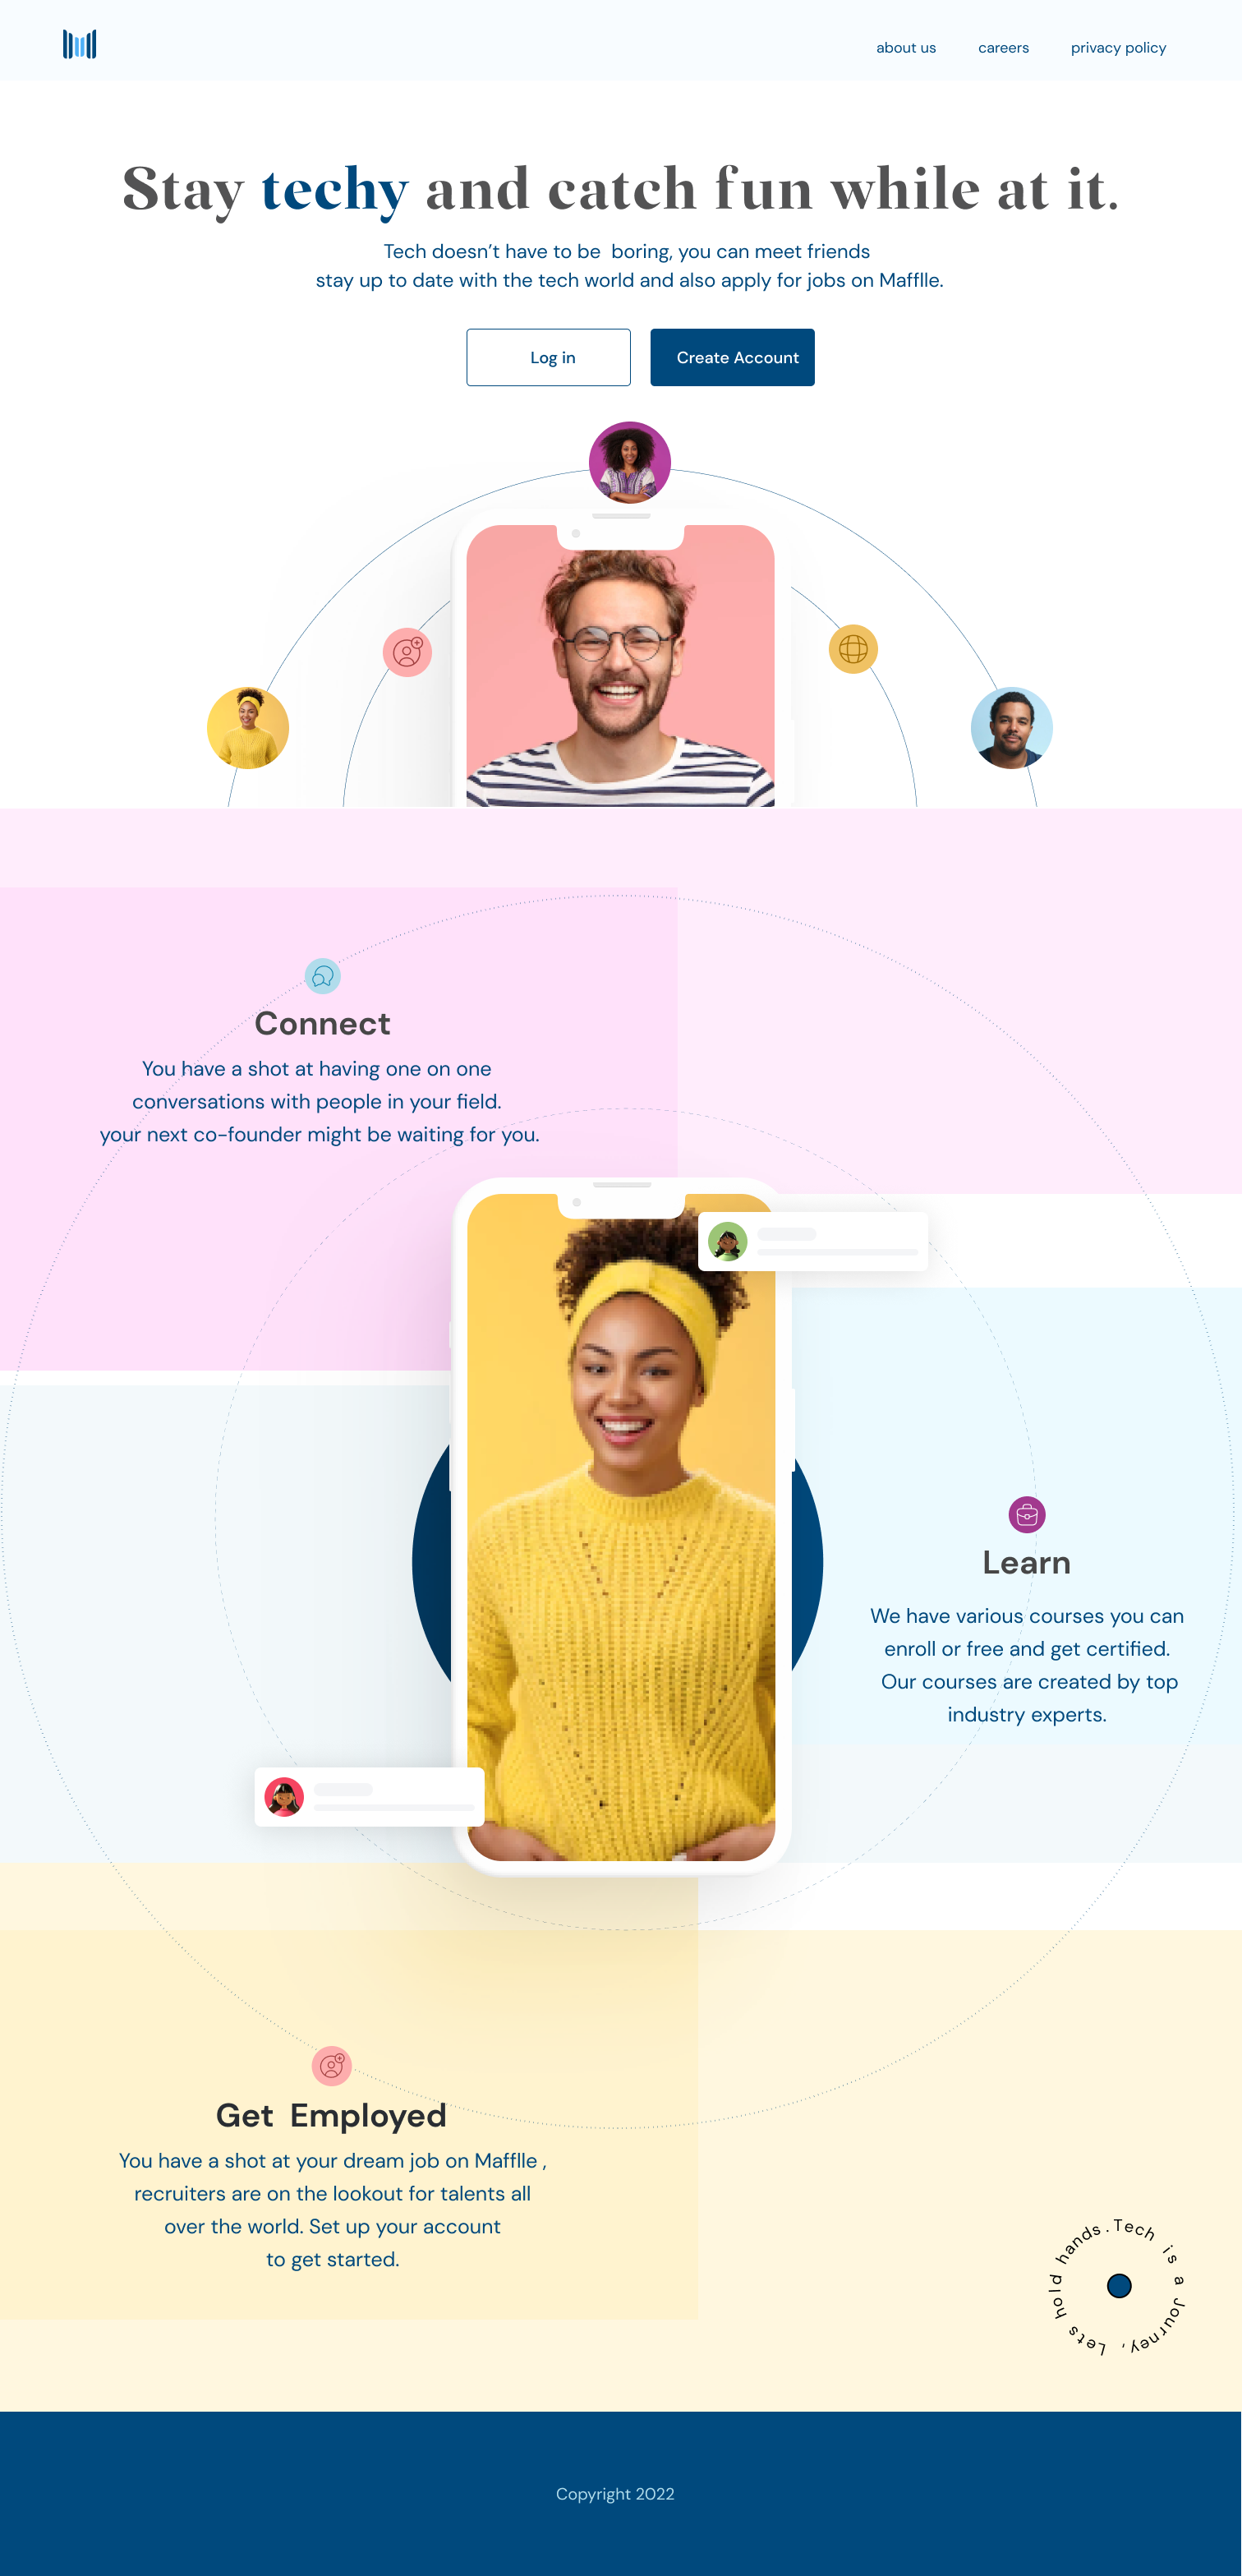 about us
careers
privacy policy
Stay techy and catch fun while at it.
Tech doesn’t have to be boring, you can meet friends
stay up to date with the tech world and also apply for jobs on Mafflle.
Log in
Create Account
Connect
You have a shot at having one on one
conversations with people in your field.
your next co-founder might be waiting for you.
Learn
We have various courses you can
enroll or free and get certified.
Our courses are created by top
industry experts.
Get Employed
You have a shot at your dream job on Mafflle ,
recruiters are on the lookout for talents all
over the world. Set up your account
to get started.
Tech is a Journey, Lets hold hands.
Copyright 2022